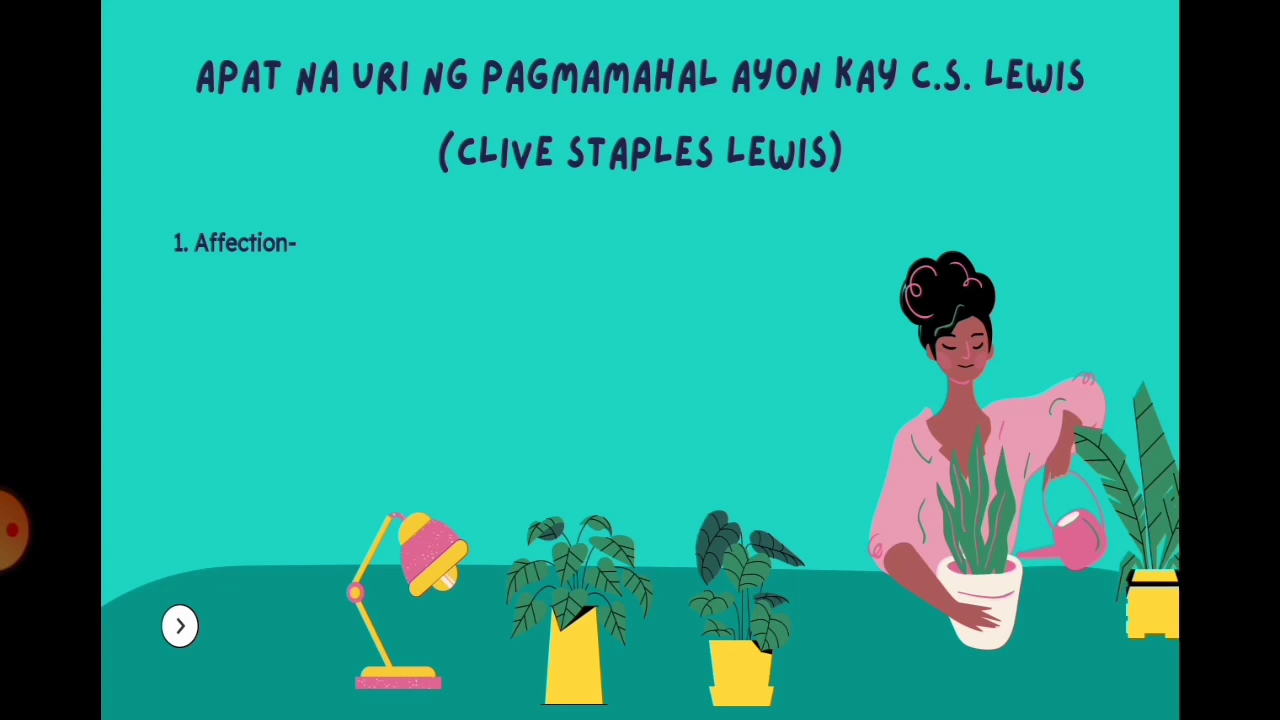 APAT NA URI NG PAGMAMAHAL AYON KAY C.S. LEWIS
(CLIVE STAPLES LEWIS)
1. Affection-